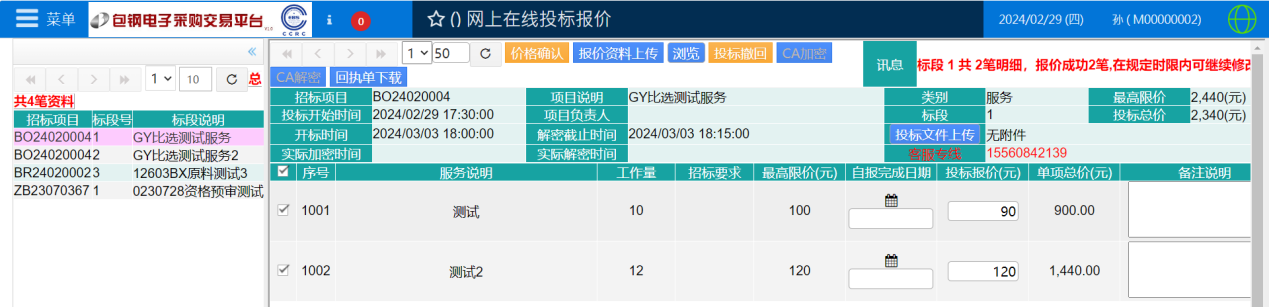 菜单 包钢电子采购交易平台 V1.0 CBS CCRC i 0 () 网上在线投标报价 2024/02/29 (四) 孙 ( M00000002)
1 10 总
共4笔资料
招标项目 标段号 标段说明
BO24020004 1 GY比选测试服务
BO24020004 2 GY比选测试服务2
BR24020002 3 12603BX原料测试3
ZB23070367 1 0230728资格预审测试
1 50 价格确认 报价资料上传 浏览 投标撤回 CA加密
CA解密 回执单下载
讯息 标段 1 共 2笔明细，报价成功2笔,在规定时限内可继续修改
招标项目 BO24020004 项目说明 GY比选测试服务 类别 服务 最高限价 2,440(元)
投标开始时间 2024/02/29 17:30:00 项目负责人 标段 1 投标总价 2,340(元)
开标时间 2024/03/03 18:00:00 解密截止时间 2024/03/03 18:15:00 投标文件上传 无附件
实际加密时间 实际解密时间 客服专线 15560842139
序号 服务说明 工作量 招标要求 最高限价(元) 自报完成日期 投标报价(元) 单项总价(元) 备注说明
1001 测试 10 100 90 900.00
1002 测试2 12 120 120 1,440.00